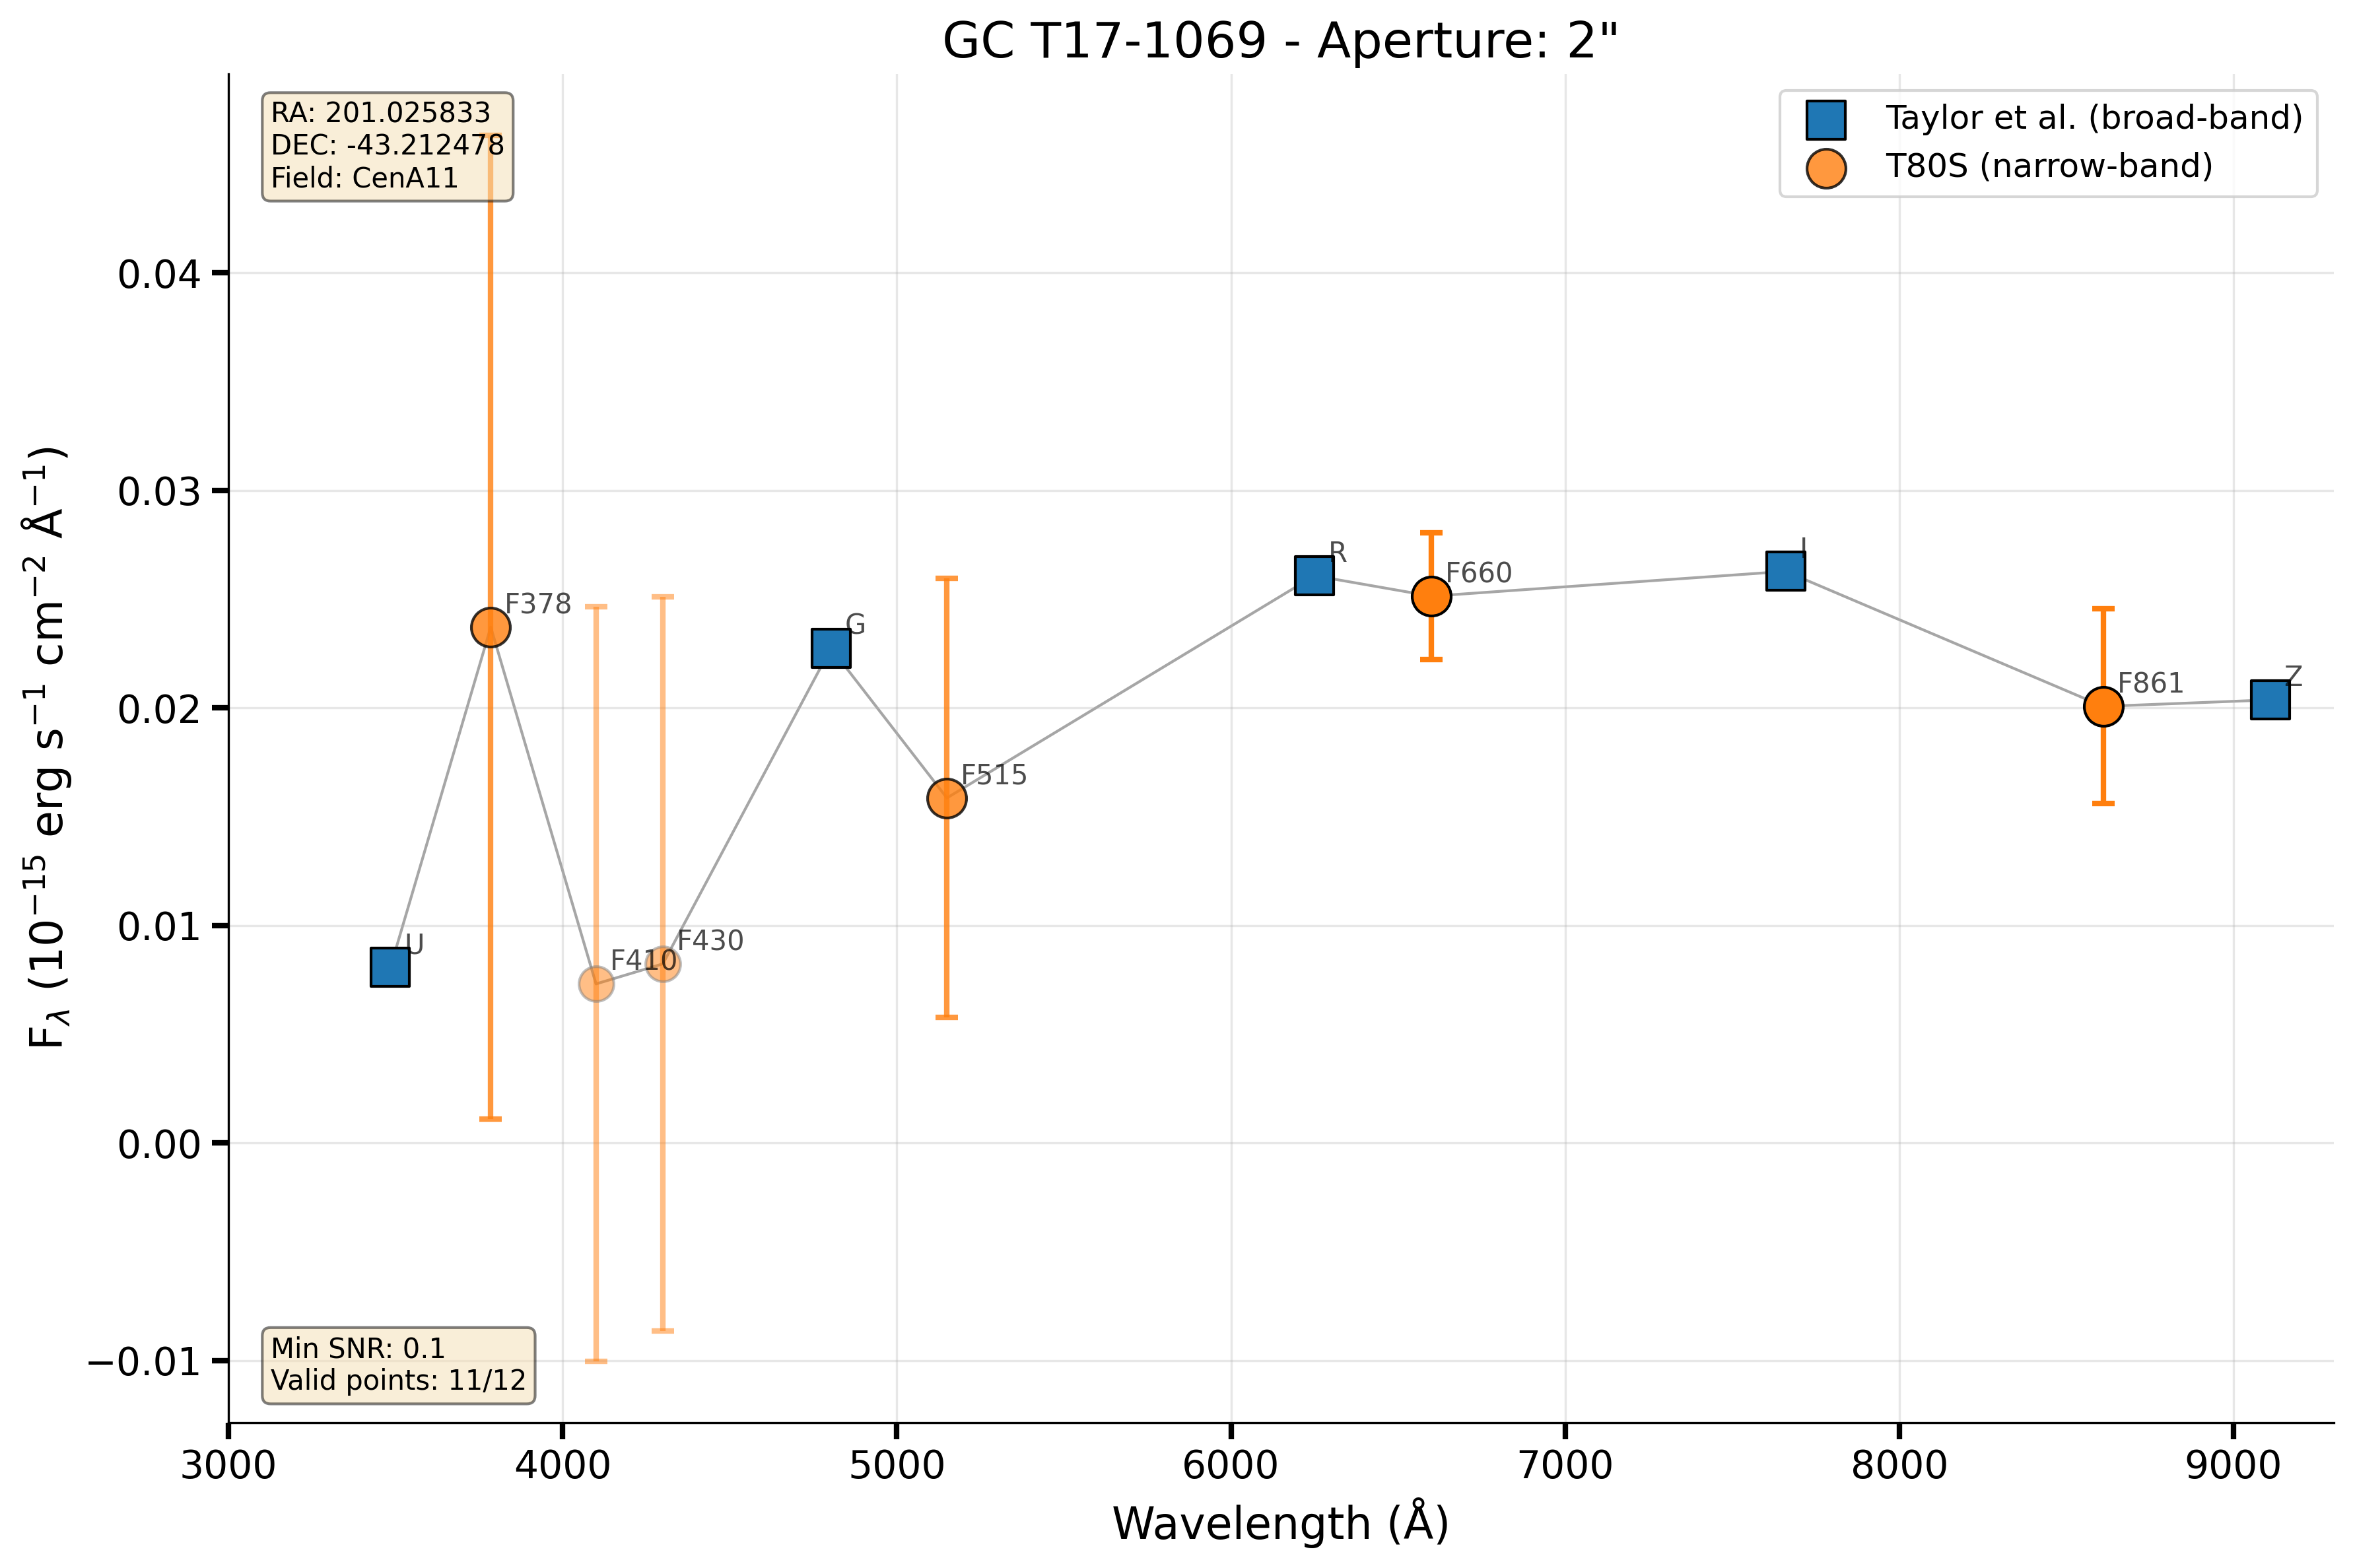 GC T17-1069 - Aperture: 2"
RA: 201.025833
DEC: -43.212478
Field: CenA11
Taylor et al. (broad-band)
T80S (narrow-band)
0.04
0.03
0.02
0.01
0.00
−0.01
F_λ (10⁻¹⁵ erg s⁻¹ cm⁻² Å⁻¹)
U
F378
F410
F430
G
F515
R
F660
I
F861
Z
Min SNR: 0.1
Valid points: 11/12
3000 4000 5000 6000 7000 8000 9000
Wavelength (Å)